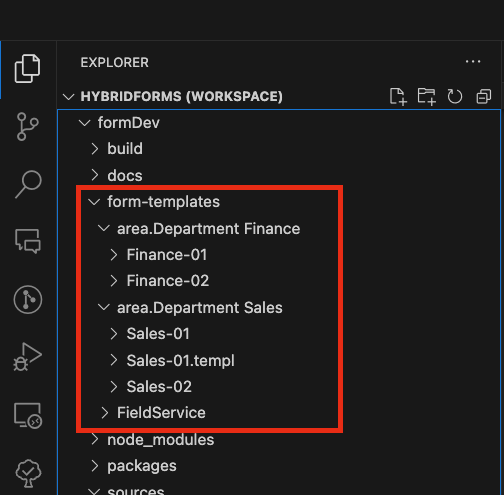 EXPLORER
HYBRIDFORMS (WORKSPACE)
formDev
build
docs
form-templates
area.Department Finance
Finance-01
Finance-02
area.Department Sales
Sales-01
Sales-01.templ
Sales-02
FieldService
node_modules
packages
sources